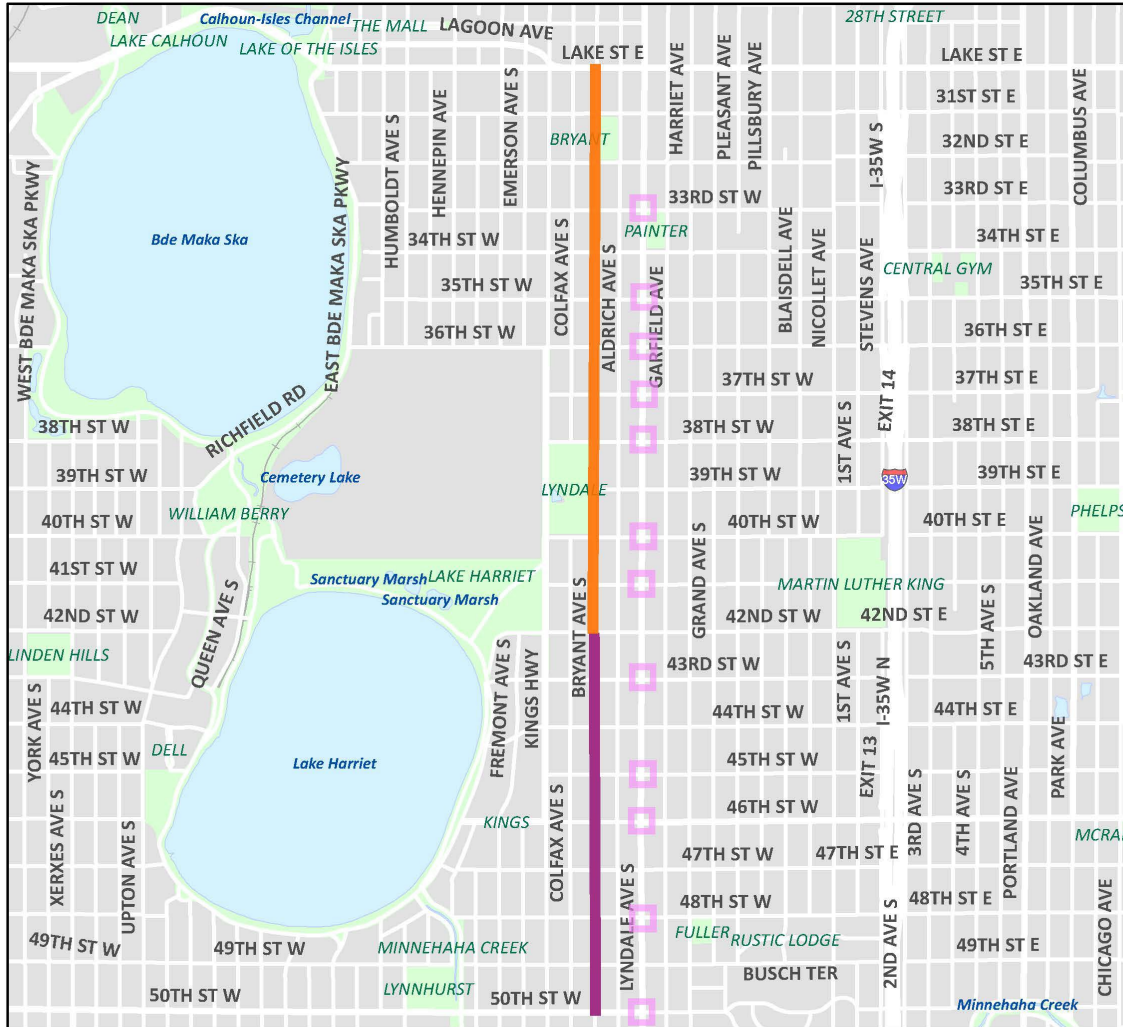 DEAN
Calhoun-Isles Channel
THE MALL
LAGOON AVE
28TH STREET
LAKE CALHOUN
LAKE OF THE ISLES
LAKE ST E
LAKE ST E
31ST ST E
32ND ST E
33RD ST E
COLUMBUS AVE
HARRIET AVE
PLEASANT AVE
PILLSBURY AVE
I-35W S
BRYANT
EMERSON AVE S
HENNEPIN AVE
HUMBOLDT AVE S
EAST BDE MAKA SKA PKWY
WEST BDE MAKA SKA PKWY
Bde Maka Ska
33RD ST W
PAINTER
34TH ST W
35TH ST W
36TH ST W
COLFAX AVE S
ALDRICH AVE S
GARFIELD AVE
BLAISDELL AVE
NICOLLET AVE
STEVENS AVE
34TH ST E
CENTRAL GYM
35TH ST E
36TH ST E
37TH ST W
37TH ST E
EXIT 14
RICHFIELD RD
38TH ST W
38TH ST W
38TH ST E
1ST AVE S
39TH ST W
Cemetery Lake
39TH ST W
39TH ST E
35W
LYNDALE
WILLIAM BERRY
40TH ST W
40TH ST W
40TH ST E
PHELPS
41ST ST W
Sanctuary Marsh
LAKE HARRIET
Sanctuary Marsh
MARTIN LUTHER KING
OAKLAND AVE
5TH AVE S
42ND ST W
QUEEN AVE S
BRYANT AVE S
GRAND AVE S
42ND ST W
42ND ST E
LINDEN HILLS
43RD ST W
43RD ST E
FREMONT AVE S
KINGS HWY
1ST AVE S
I-35W N
44TH ST W
44TH ST W
44TH ST E
YORK AVE S
45TH ST W
DELL
Lake Harriet
45TH ST W
EXIT 13
PARK AVE
46TH ST W
KINGS
3RD AVE S
4TH AVE S
PORTLAND AVE
XERXES AVE S
UPTON AVE S
COLFAX AVE S
47TH ST W
47TH ST E
LYNDALE AVE S
48TH ST W
48TH ST E
CHICAGO AVE
49TH ST W
49TH ST W
MINNEHAHA CREEK
FULLER
RUSTIC LODGE
2ND AVE S
49TH ST E
BUSCH TER
50TH ST W
LYNNHURST
50TH ST W
Minnehaha Creek